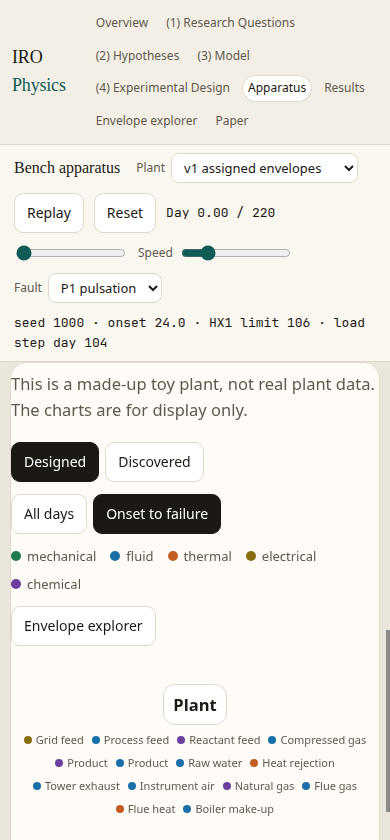 Overview (1) Research Questions
(2) Hypotheses (3) Model
IRO
Physics
(4) Experimental Design Apparatus Results
Envelope explorer Paper
Bench apparatus Plant v1 assigned envelopes
Replay Reset Day 0.00 / 220
Speed
Fault P1 pulsation
seed 1000 · onset 24.0 · HX1 limit 106 · load
step day 104
This is a made-up toy plant, not real plant data.
The charts are for display only.
Designed Discovered
All days Onset to failure
mechanical fluid thermal electrical
chemical
Envelope explorer
Plant
Grid feed Process feed Reactant feed Compressed gas
Product Product Raw water Heat rejection
Tower exhaust Instrument air Natural gas Flue gas
Flue heat Boiler make-up